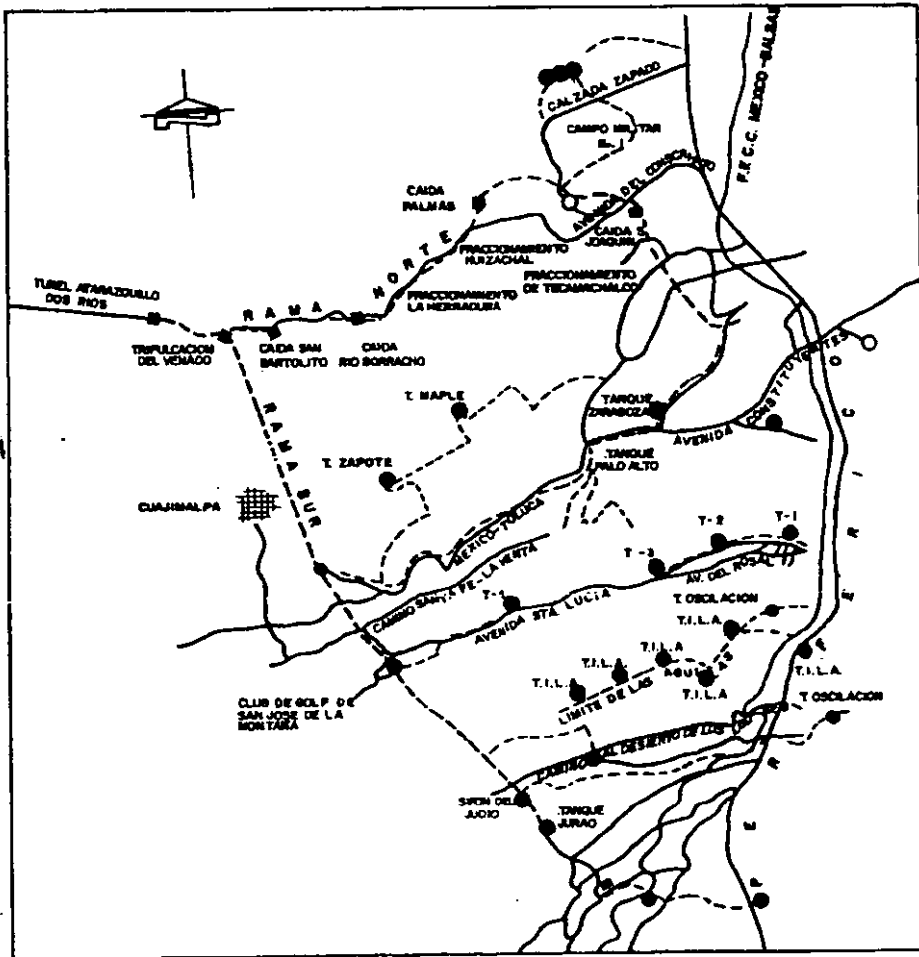 CALZADA ZAPADO
F.F.C.C. MEXICO-BALSAS
CAMPO MILITAR
AVENIDA DEL CONSCRIPTO
CAIDA
PALMAS
CAIDA S.
JOAQUIN
FRACCIONAMIENTO
HUIZACHAL
FRACCIONAMIENTO
DE TECAMACHALCO
FRACCIONAMIENTO
LA HERRADURA
RAMA NORTE
TUNEL ATARAZQUILLO
DOS RIOS
TRIFULCACION
DEL VENADO
CAIDA SAN
BARTOLITO
CAIDA
RIO BORRACHO
RAMA SUR
T. MAPLE
T. ZAPOTE
TANQUE
ZARAGOZA
AVENIDA CONSTITUYENTES
TANQUE
PALO ALTO
CUAJIMALPA
MEXICO-TOLUCA
CAMINO SANTA FE-LA VENTA
T-1
T-2
T-3
AV. DEL ROSAL
AVENIDA STA. LUCIA
T. OSCILACION
T.I.L.A.
T.I.L.A
T.I.L.A.
T.I.L.A.
T.I.L.A
T.I.L.A.
LIMITE DE LAS AGUILAS
T. OSCILACION
CLUB DE GOLF DE
SAN JOSE DE LA
MONTAÑA
CAMINO AL DESIERTO DE LOS
SIFON DEL
JUDIO
TANQUE
JURAO
PERIFERICO